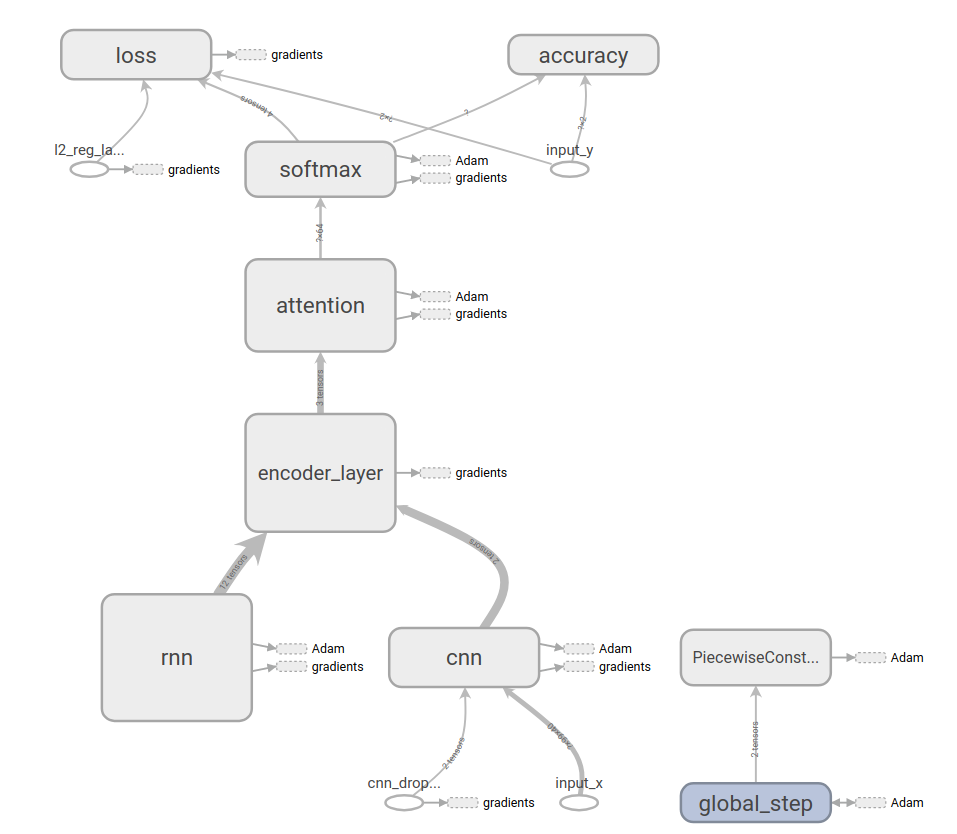 loss
gradients
accuracy
4 tensors
?×2
?
?×2
l2_reg_la...
gradients
softmax
Adam
gradients
input_y
?×64
attention
Adam
gradients
3 tensors
encoder_layer
gradients
12 tensors
2 tensors
rnn
Adam
gradients
cnn
Adam
gradients
PiecewiseConst...
Adam
2 tensors
?×99×40
2 tensors
cnn_drop...
gradients
input_x
global_step
Adam